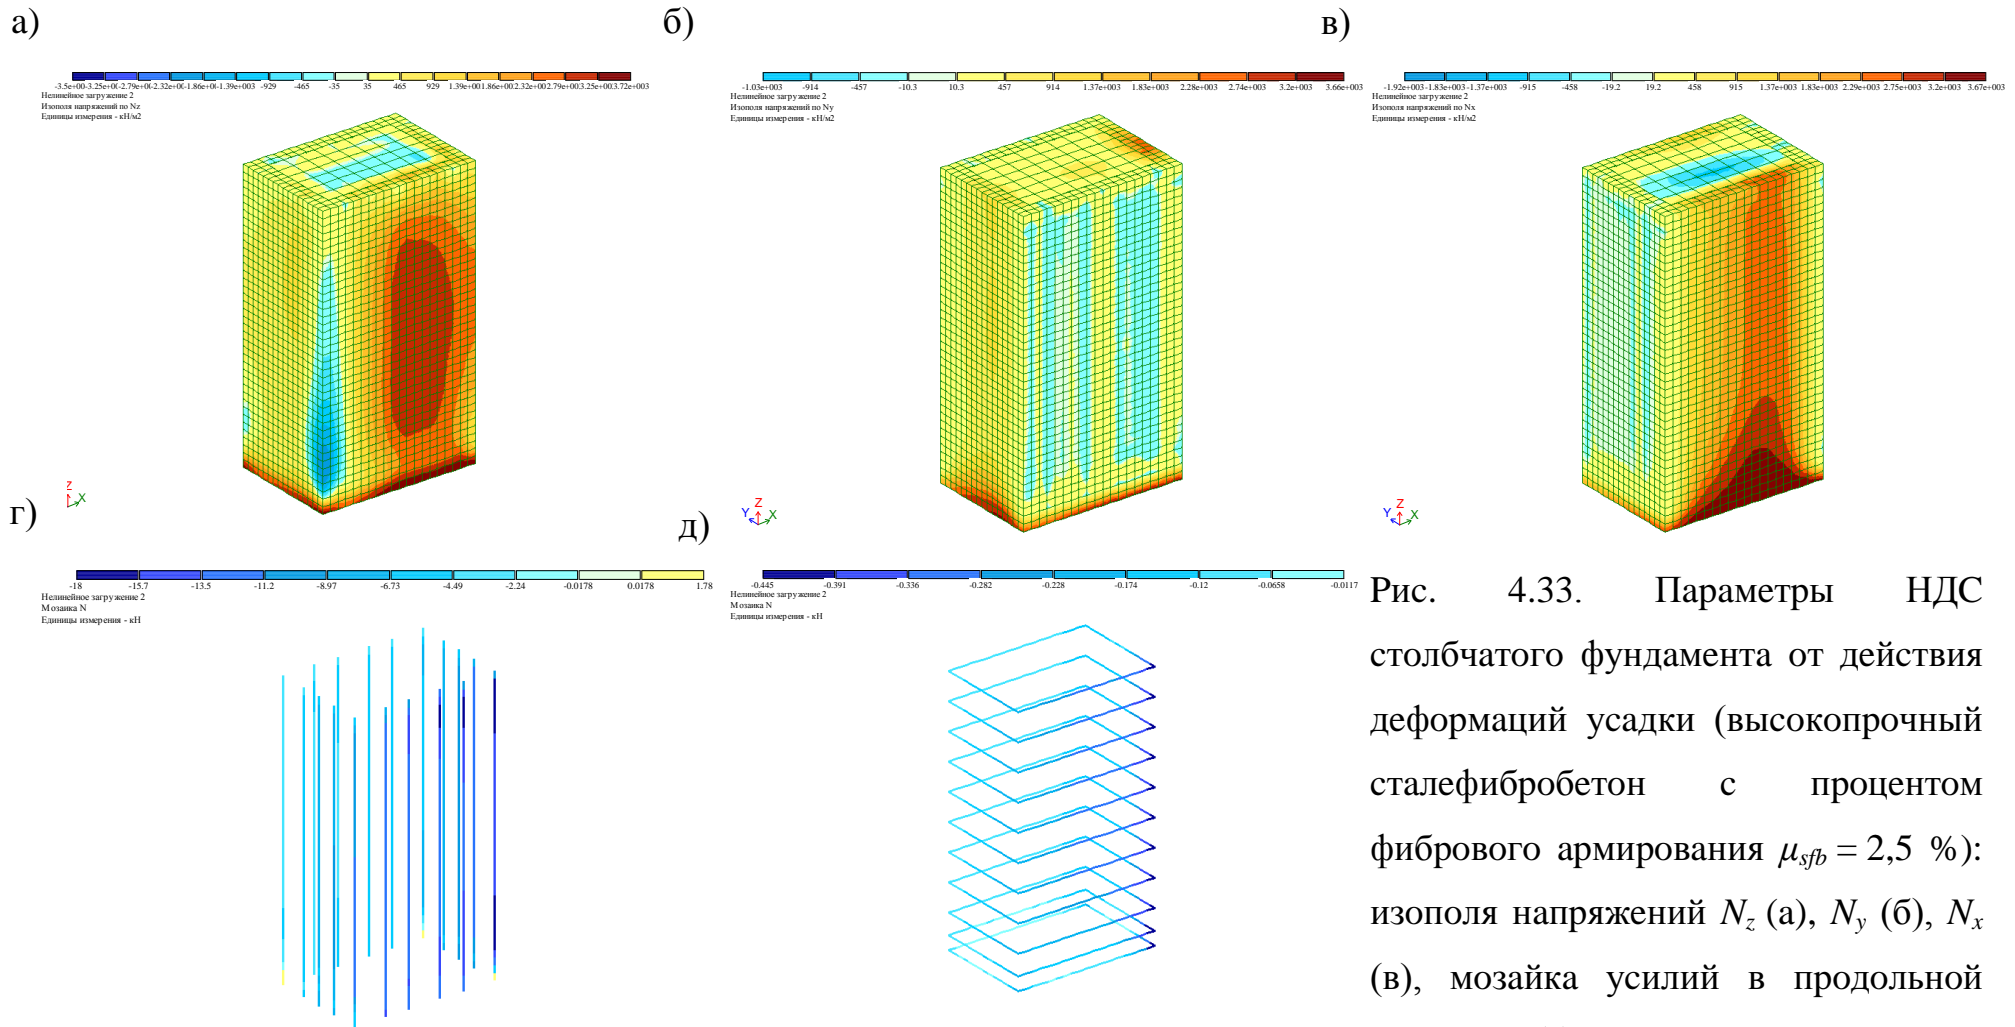 а)
-3.5e+00-3.25e+0(-2.79e+0(-2.32e+0(-1.86e+0(-1.39e+003 -929 -465 -35 35 465 929 1.39e+001.86e+002.32e+002.79e+003.25e+003.72e+003
Нелинейное загружение 2
Изополя напряжений по Nz
Единицы измерения - кН/м2
Z
X
б)
-1.03e+003 -914 -457 -10.3 10.3 457 914 1.37e+003 1.83e+003 2.28e+003 2.74e+003 3.2e+003 3.66e+003
Нелинейное загружение 2
Изополя напряжений по Ny
Единицы измерения - кН/м2
Z
Y X
в)
-1.92e+003 -1.83e+003-1.37e+003 -915 -458 -19.2 19.2 458 915 1.37e+003 1.83e+003 2.29e+003 2.75e+003 3.2e+003 3.67e+003
Нелинейное загружение 2
Изополя напряжений по Nx
Единицы измерения - кН/м2
Z
Y X
г)
-18 -15.7 -13.5 -11.2 -8.97 -6.73 -4.49 -2.24 -0.0178 0.0178 1.78
Нелинейное загружение 2
Мозаика N
Единицы измерения - кН
д)
-0.445 -0.391 -0.336 -0.282 -0.228 -0.174 -0.12 -0.0658 -0.0117
Нелинейное загружение 2
Мозаика N
Единицы измерения - кН
Рис. 4.33. Параметры НДС
столбчатого фундамента от действия
деформаций усадки (высокопрочный
сталефибробетон с процентом
фибрового армирования μsfb = 2,5 %):
изополя напряжений Nz (а), Ny (б), Nx
(в), мозайка усилий в продольной